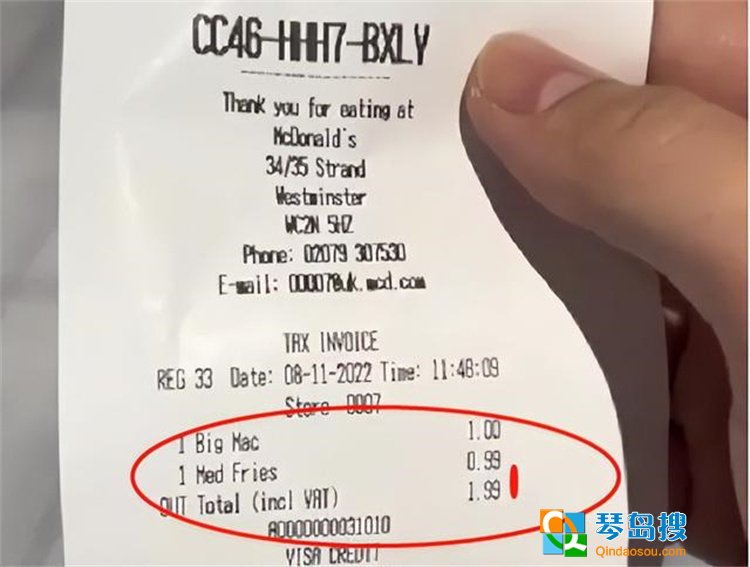 CC46-HHH7-BXLY
Thank you for eating at
McDonald's
34/35 Strand
Westminster
WC2N 5HZ
Phone: 02079 307530
E-mail: 00007@uk.mcd.com
TAX INVOICE
REG 33 Date: 08-11-2022 Time: 11:48:09
Store 0007
1 Big Mac 1.00
1 Med Fries 0.99
OUT Total (incl VAT) 1.99
A0000000031010
VISA CREDIT
琴岛搜
Qindaosou.com